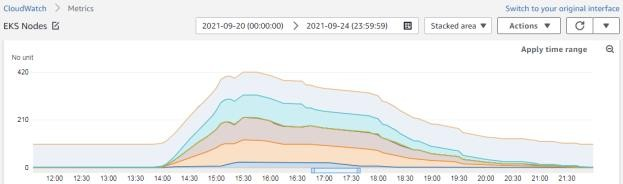 CloudWatch > Metrics
Switch to your original interface
EKS Nodes
2021-09-20 (00:00:00) > 2021-09-24 (23:59:59)
Stacked area
Actions
Apply time range
No unit
420
210
0
12:00 12:30 13:00 13:30 14:00 14:30 15:00 15:30 16:00 16:30 17:00 17:30 18:00 18:30 19:00 19:30 20:00 20:30 21:00 21:30